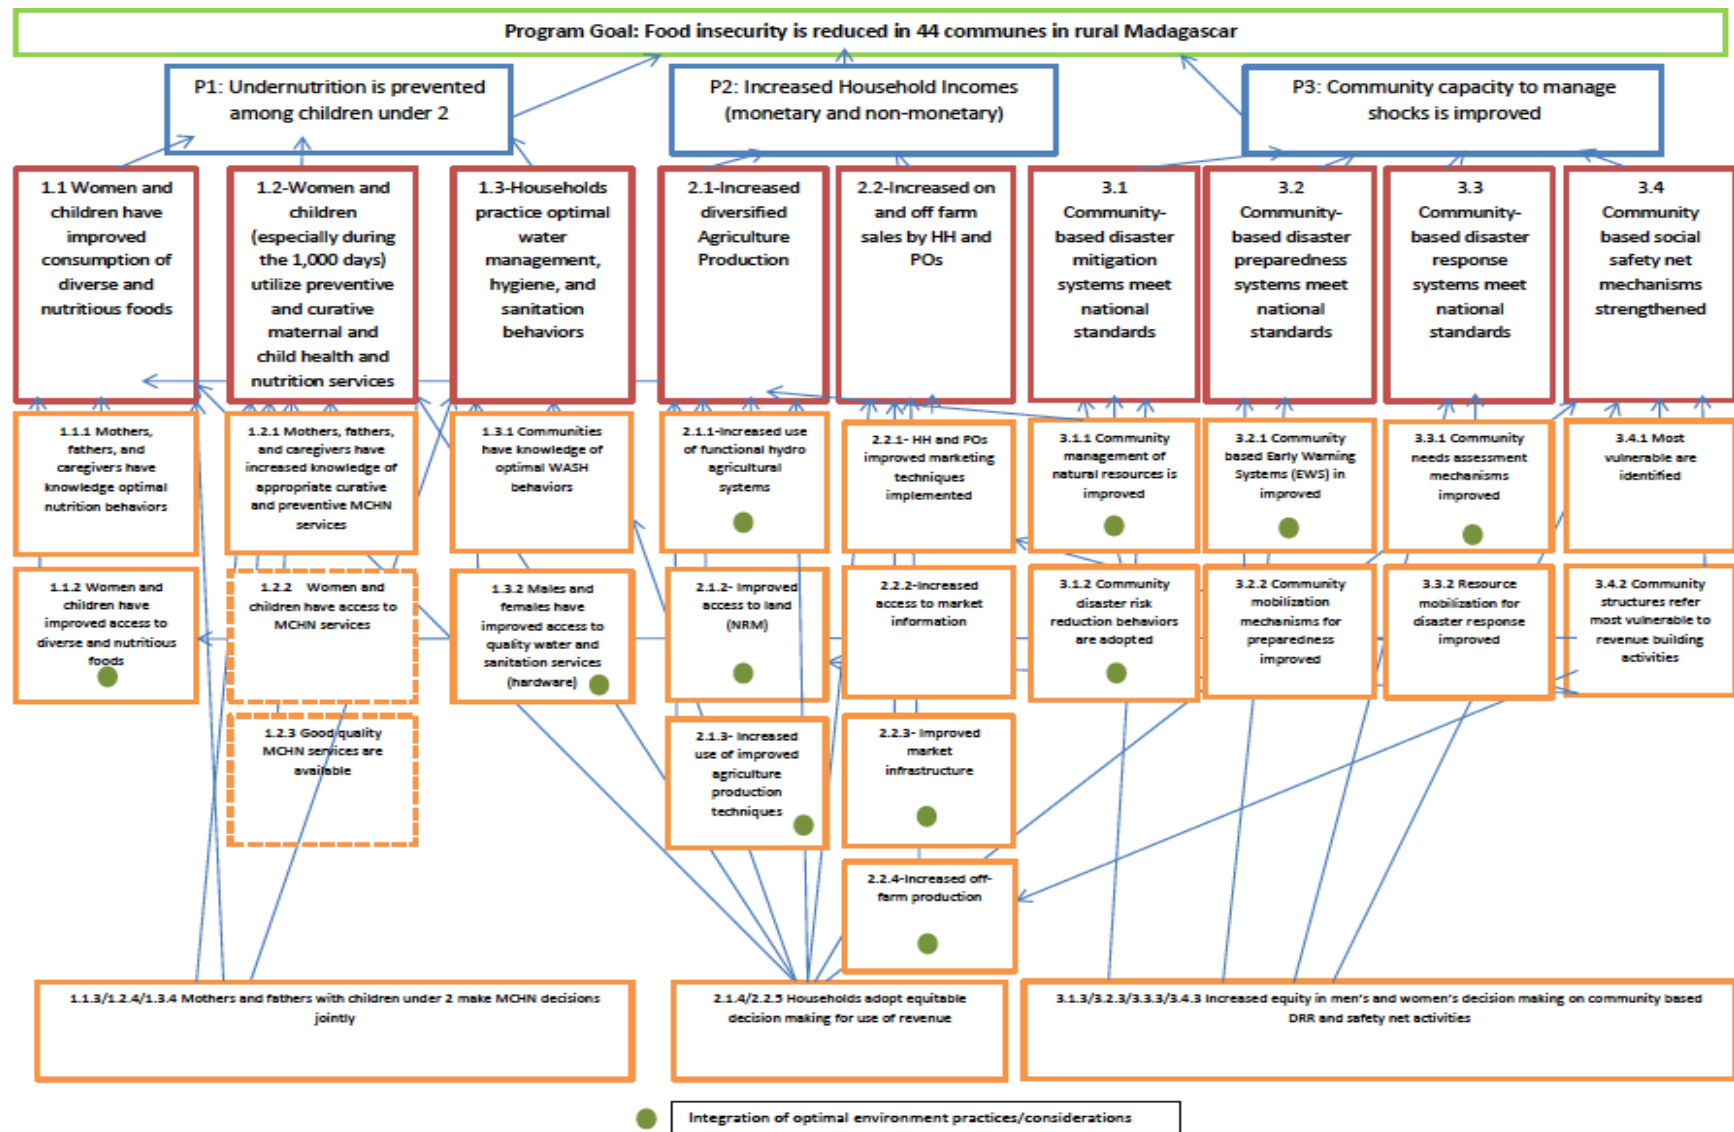 Program Goal: Food insecurity is reduced in 44 communes in rural Madagascar
P1: Undernutrition is prevented
among children under 2
P2: Increased Household Incomes
(monetary and non-monetary)
P3: Community capacity to manage
shocks is improved
1.1 Women and
children have
improved
consumption of
diverse and
nutritious foods
1.2-Women and
children
(especially during
the 1,000 days)
utilize preventive
and curative
maternal and
child health and
nutrition services
1.3-Households
practice optimal
water
management,
hygiene, and
sanitation
behaviors
2.1-Increased
diversified
Agriculture
Production
2.2-Increased on
and off farm
sales by HH and
POs
3.1
Community-
based disaster
mitigation
systems meet
national
standards
3.2
Community-
based disaster
preparedness
systems meet
national
standards
3.3
Community-
based disaster
response
systems meet
national
standards
3.4
Community
based social
safety net
mechanisms
strengthened
1.1.1 Mothers,
fathers, and
caregivers have
knowledge optimal
nutrition behaviors
1.2.1 Mothers, fathers,
and caregivers have
increased knowledge of
appropriate curative
and preventive MCHN
services
1.3.1 Communities
have knowledge of
optimal WASH
behaviors
2.1.1-Increased use
of functional hydro
agricultural
systems
2.2.1- HH and POs
improved marketing
techniques
implemented
3.1.1 Community
management of
natural resources is
improved
3.2.1 Community
based Early Warning
Systems (EWS) in
improved
3.3.1 Community
needs assessment
mechanisms
improved
3.4.1 Most
vulnerable are
identified
1.1.2 Women and
children have
improved access to
diverse and nutritious
foods
1.2.2 Women and
children have access to
MCHN services
1.3.2 Males and
females have
improved access to
quality water and
sanitation services
(hardware)
2.1.2- Improved
access to land
(NRM)
2.2.2-Increased
access to market
information
3.1.2 Community
disaster risk
reduction behaviors
are adopted
3.2.2 Community
mobilization
mechanisms for
preparedness
improved
3.3.2 Resource
mobilization for
disaster response
improved
3.4.2 Community
structures refer
most vulnerable to
revenue building
activities
1.2.3 Good quality
MCHN services are
available
2.1.3- Increased
use of improved
agriculture
production
techniques
2.2.3- Improved
market
infrastructure
2.2.4-Increased off-
farm production
1.1.3/1.2.4/1.3.4 Mothers and fathers with children under 2 make MCHN decisions
jointly
2.1.4/2.2.5 Households adopt equitable
decision making for use of revenue
3.1.3/3.2.3/3.3.3/3.4.3 Increased equity in men's and women's decision making on community based
DRR and safety net activities
Integration of optimal environment practices/considerations